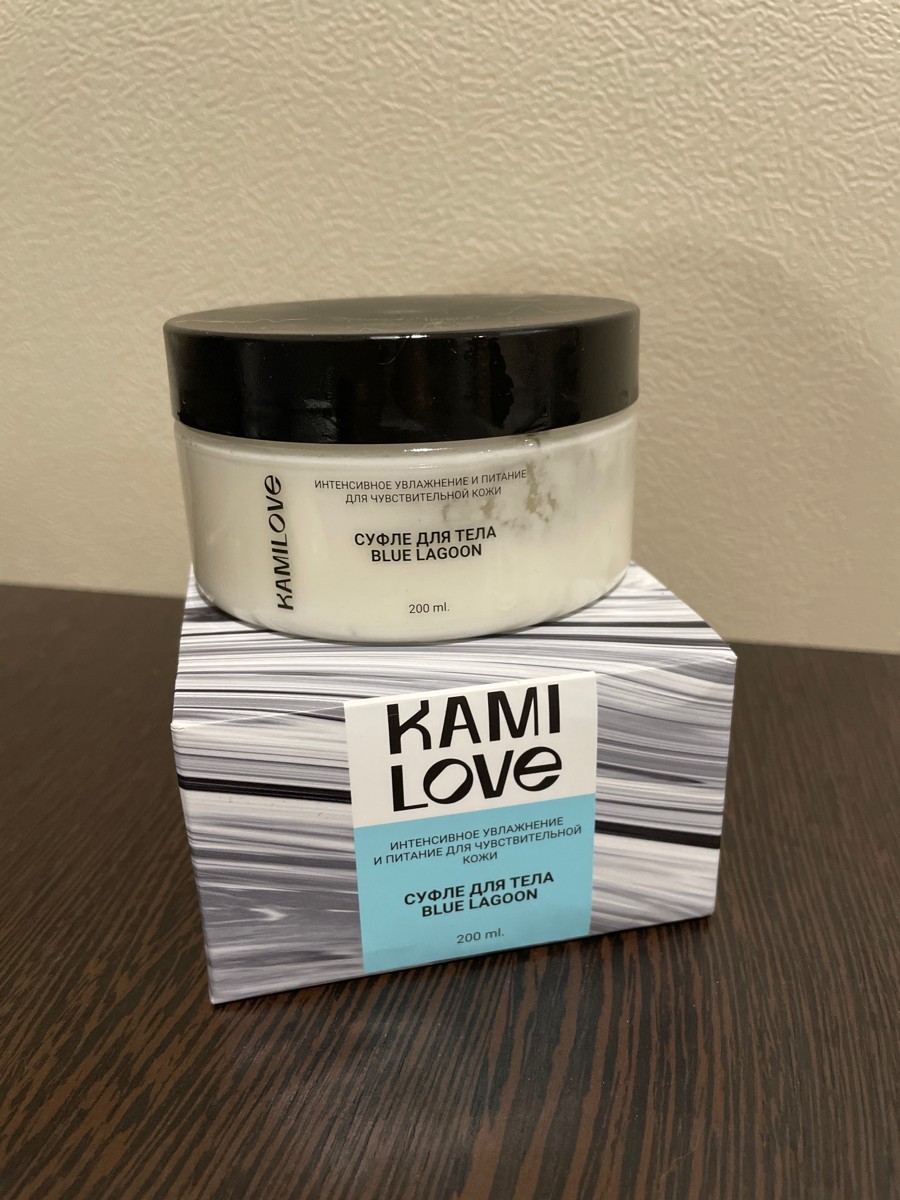 KAMILOVE
ИНТЕНСИВНОЕ УВЛАЖНЕНИЕ И ПИТАНИЕ
ДЛЯ ЧУВСТВИТЕЛЬНОЙ КОЖИ
СУФЛЕ ДЛЯ ТЕЛА
BLUE LAGOON
200 ml.
KAMI
LOVE
ИНТЕНСИВНОЕ УВЛАЖНЕНИЕ
И ПИТАНИЕ ДЛЯ ЧУВСТВИТЕЛЬНОЙ
КОЖИ
СУФЛЕ ДЛЯ ТЕЛА
BLUE LAGOON
200 ml.